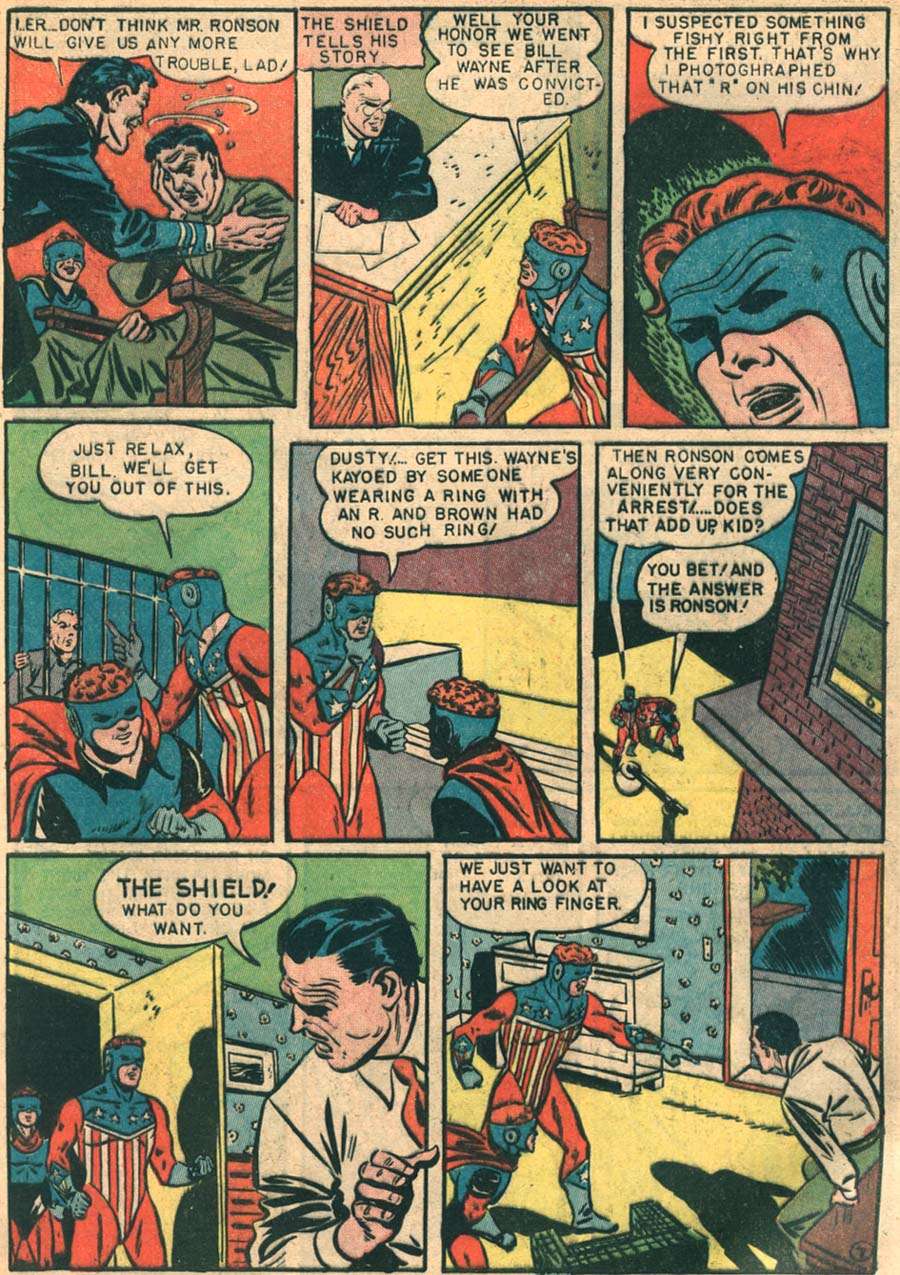 I..ER...DON'T THINK MR. RONSON
WILL GIVE US ANY MORE
TROUBLE, LAD!
THE SHIELD
TELLS HIS
STORY
WELL YOUR
HONOR WE WENT
TO SEE BILL
WAYNE AFTER
HE WAS CONVICT-
ED.
I SUSPECTED SOMETHING
FISHY RIGHT FROM
THE FIRST. THAT'S WHY
I PHOTOGHRAPHED
THAT "R" ON HIS CHIN!
JUST RELAX,
BILL. WE'LL GET
YOU OUT OF THIS.
DUSTY!... GET THIS. WAYNE'S
KAYOED BY SOMEONE
WEARING A RING WITH
AN R. AND BROWN HAD
NO SUCH RING!
THEN RONSON COMES
ALONG VERY CON-
VENIENTLY FOR THE
ARREST!....DOES
THAT ADD UP, KID?
YOU BET! AND
THE ANSWER
IS RONSON!
THE SHIELD!
WHAT DO YOU
WANT.
WE JUST WANT TO
HAVE A LOOK AT
YOUR RING FINGER.
7